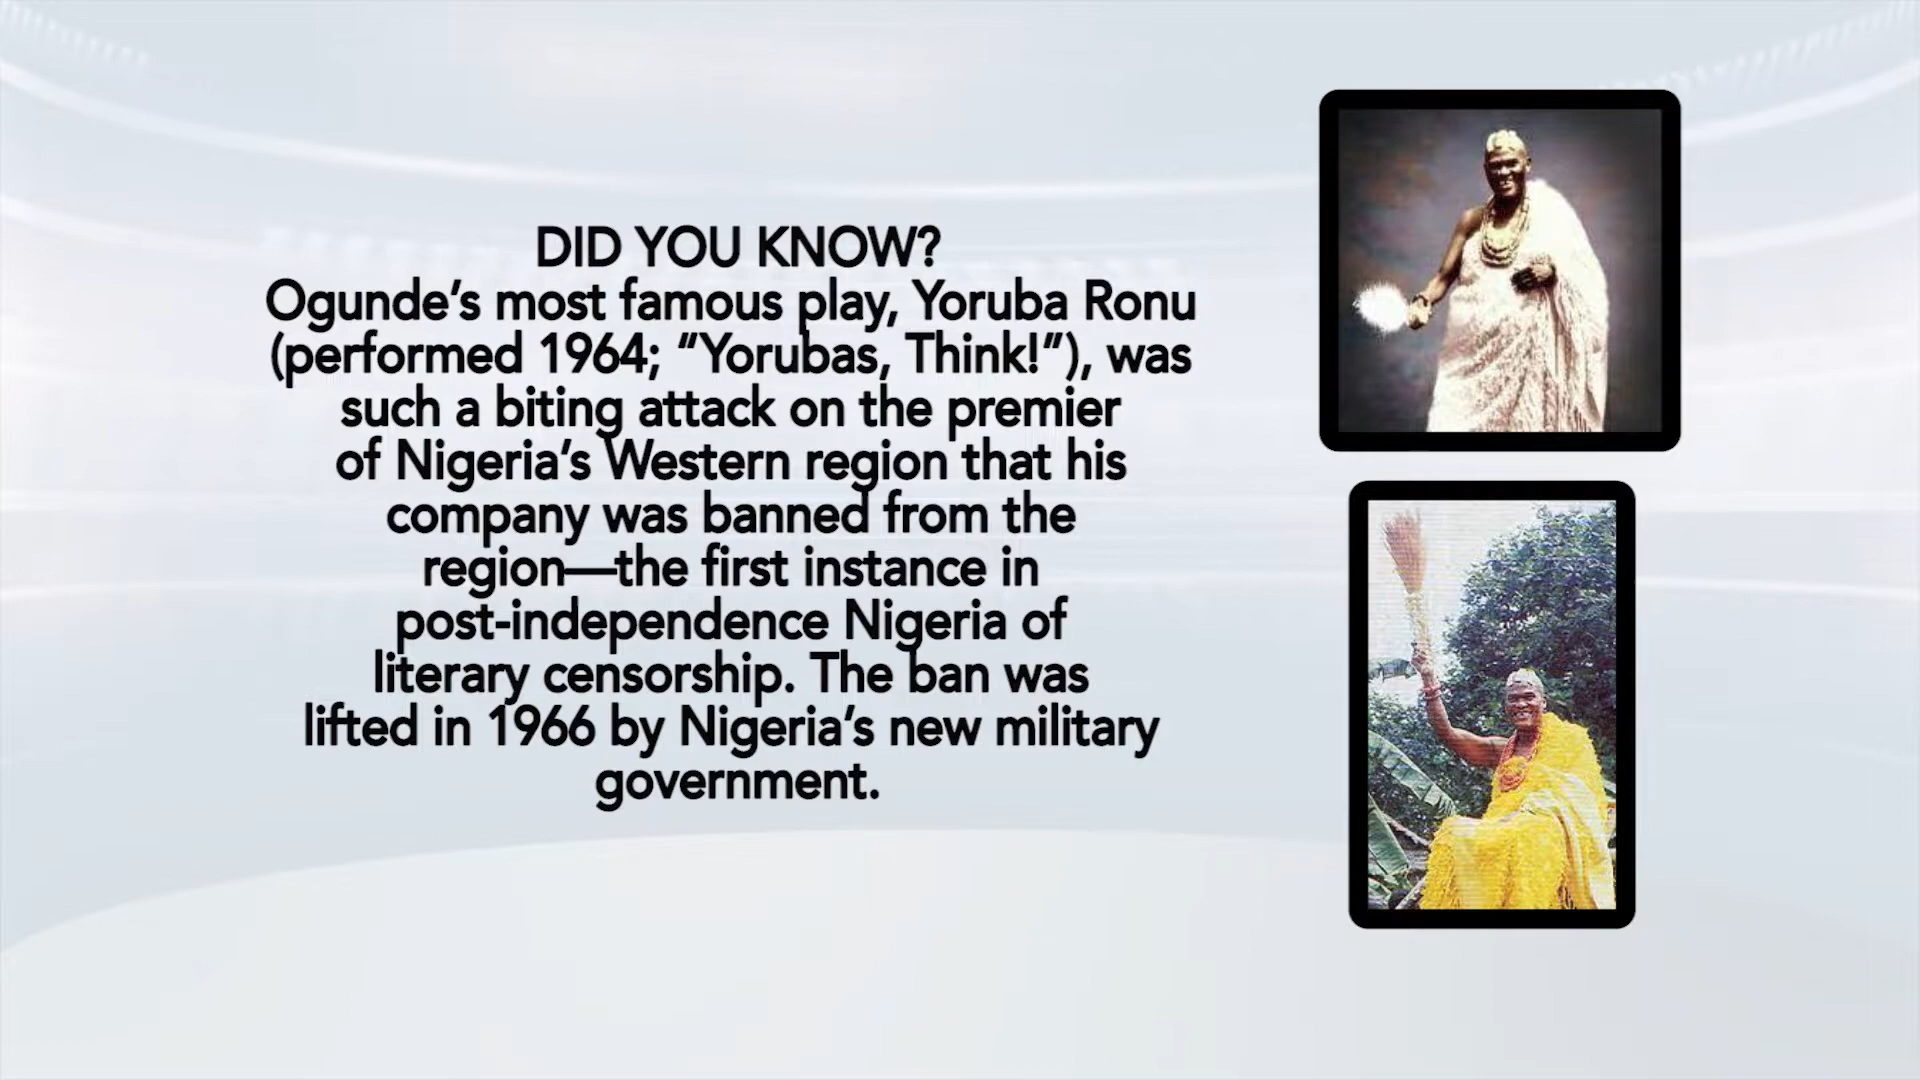 DID YOU KNOW?
Ogunde’s most famous play, Yoruba Ronu
(performed 1964; “Yorubas, Think!”), was
such a biting attack on the premier
of Nigeria’s Western region that his
company was banned from the
region—the first instance in
post-independence Nigeria of
literary censorship. The ban was
lifted in 1966 by Nigeria’s new military
government.